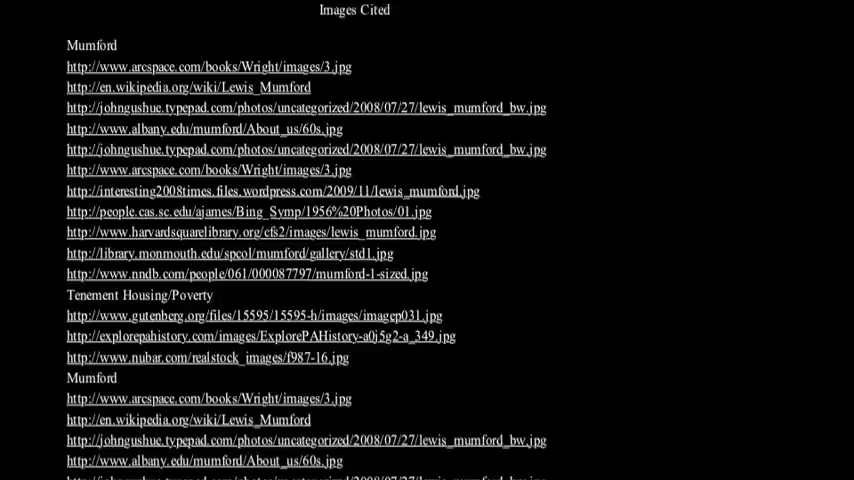 Images Cited
Mumford
http://www.arcspace.com/books/Wright/images/3.jpg
http://en.wikipedia.org/wiki/Lewis_Mumford
http://johngushue.typepad.com/photos/uncategorized/2008/07/27/lewis_mumford_bw.jpg
http://www.albany.edu/mumford/About_us/60s.jpg
http://johngushue.typepad.com/photos/uncategorized/2008/07/27/lewis_mumford_bw.jpg
http://www.arcspace.com/books/Wright/images/3.jpg
http://interesting2008times.files.wordpress.com/2009/11/lewis_mumford.jpg
http://people.cas.sc.edu/ajames/Bing_Symp/1956%20Photos/01.jpg
http://www.harvardsquarelibrary.org/cfs2/images/lewis_mumford.jpg
http://library.monmouth.edu/spcol/mumford/gallery/std1.jpg
http://www.nndb.com/people/061/000087797/mumford-1-sized.jpg
Tenement Housing/Poverty
http://www.gutenberg.org/files/15595/15595-h/images/imagep031.jpg
http://explorepahistory.com/images/ExplorePAHistory-a0j5g2-a_349.jpg
http://www.nubar.com/realstock_images/f987-16.jpg
Mumford
http://www.arcspace.com/books/Wright/images/3.jpg
http://en.wikipedia.org/wiki/Lewis_Mumford
http://johngushue.typepad.com/photos/uncategorized/2008/07/27/lewis_mumford_bw.jpg
http://www.albany.edu/mumford/About_us/60s.jpg